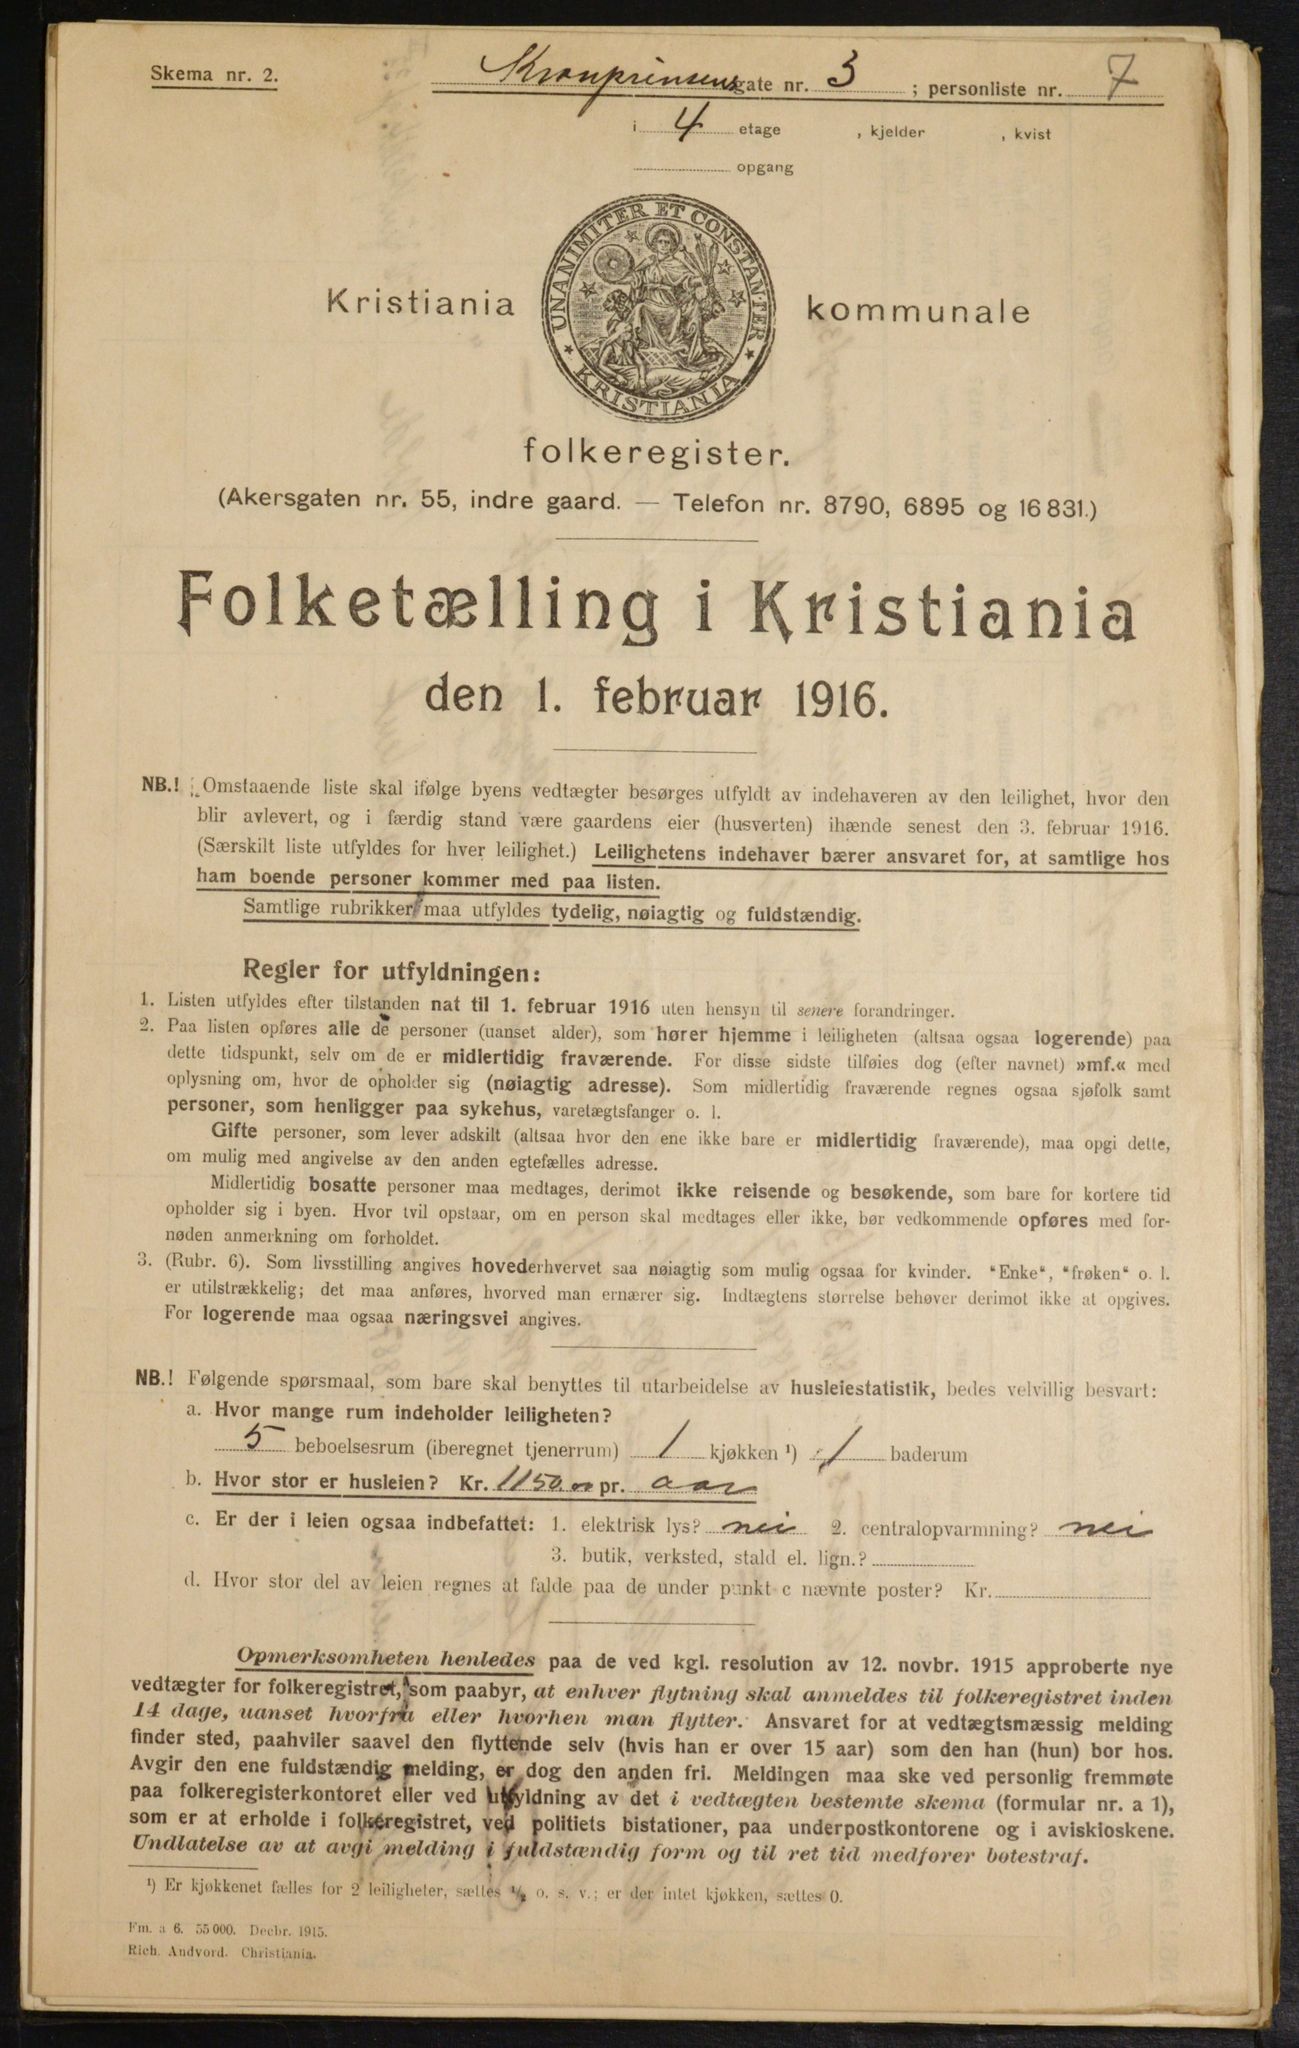 Skema nr. 2.
Kronprinsensgate nr. 3 ; personliste nr. 7
i 4 etage , kjelder , kvist
opgang
UNANIMITER ET CONSTANTER
KRISTIANIA
Kristiania kommunale
folkeregister.
(Akersgaten nr. 55, indre gaard. — Telefon nr. 8790, 6895 og 16831.)
Folketælling i Kristiania
den 1. februar 1916.
NB.! Omstaaende liste skal ifølge byens vedtægter besørges utfyldt av indehaveren av den leilighet, hvor den
blir avlevert, og i færdig stand være gaardens eier (husverten) ihænde senest den 3. februar 1916.
(Særskilt liste utfyldes for hver leilighet.) Leilighetens indehaver bærer ansvaret for, at samtlige hos
ham boende personer kommer med paa listen.
Samtlige rubrikker maa utfyldes tydelig, nøiagtig og fuldstændig.
Regler for utfyldningen:
1. Listen utfyldes efter tilstanden nat til 1. februar 1916 uten hensyn til senere forandringer.
2. Paa listen opføres alle de personer (uanset alder), som hører hjemme i leiligheten (altsaa ogsaa logerende) paa
dette tidspunkt, selv om de er midlertidig fraværende. For disse sidste tilføies dog (efter navnet) »mf.« med
oplysning om, hvor de opholder sig (nøiagtig adresse). Som midlertidig fraværende regnes ogsaa sjøfolk samt
personer, som henligger paa sykehus, varetægtsfanger o. l.
Gifte personer, som lever adskilt (altsaa hvor den ene ikke bare er midlertidig fraværende), maa opgi dette,
om mulig med angivelse av den anden egtefælles adresse.
Midlertidig bosatte personer maa medtages, derimot ikke reisende og besøkende, som bare for kortere tid
opholder sig i byen. Hvor tvil opstaar, om en person skal medtages eller ikke, bør vedkommende opføres med for-
nøden anmerkning om forholdet.
3. (Rubr. 6). Som livsstilling angives hovederhvervet saa nøiagtig som mulig ogsaa for kvinder. "Enke", "frøken" o. l.
er utilstrækkelig; det maa anføres, hvorved man ernærer sig. Indtægtens størrelse behøver derimot ikke at opgives.
For logerende maa ogsaa næringsvei angives.
NB.! Følgende spørsmaal, som bare skal benyttes til utarbeidelse av husleiestatistik, bedes velvillig besvart:
a. Hvor mange rum indeholder leiligheten?
5 beboelsesrum (iberegnet tjenerrum) 1 kjøkken ¹) 1 baderum
b. Hvor stor er husleien? Kr. 1150.00 pr. aar
c. Er der i leien ogsaa indbefattet: 1. elektrisk lys? nei 2. centralopvarmning? nei
3. butik, verksted, stald el. lign.?
d. Hvor stor del av leien regnes at falde paa de under punkt c nævnte poster? Kr.
Opmerksomheten henledes paa de ved kgl. resolution av 12. novbr. 1915 approberte nye
vedtægter for folkeregistret, som paabyr, at enhver flytning skal anmeldes til folkeregistret inden
14 dage, uanset hvorfra eller hvorhen man flytter. Ansvaret for at vedtægtsmæssig melding
finder sted, paahviler saavel den flyttende selv (hvis han er over 15 aar) som den han (hun) bor hos.
Avgir den ene fuldstændig melding, er dog den anden fri. Meldingen maa ske ved personlig fremmøte
paa folkeregisterkontoret eller ved utfyldning av det i vedtægten bestemte skema (formular nr. a 1),
som er at erholde i folkeregistret, ved politiets bistationer, paa underpostkontorene og i aviskioskene.
Undlatelse av at avgi melding i fuldstændig form og til ret tid medfører botestraf.
¹) Er kjøkkenet fælles for 2 leiligheter, sættes ½ o. s. v.; er der intet kjøkken, sættes 0.
Fm. a 6. 55000. Decbr. 1915.
Rich. Andvord. Christiania.